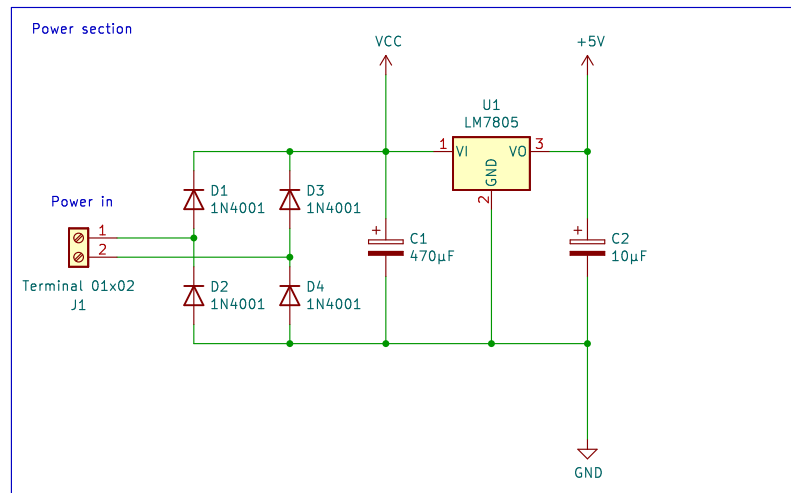 Power section
VCC
+5V
U1
LM7805
1 VI VO 3
GND
2
D1
1N4001
D3
1N4001
Power in
1
2
Terminal 01x02
J1
+
C1
470µF
+
C2
10µF
D2
1N4001
D4
1N4001
GND